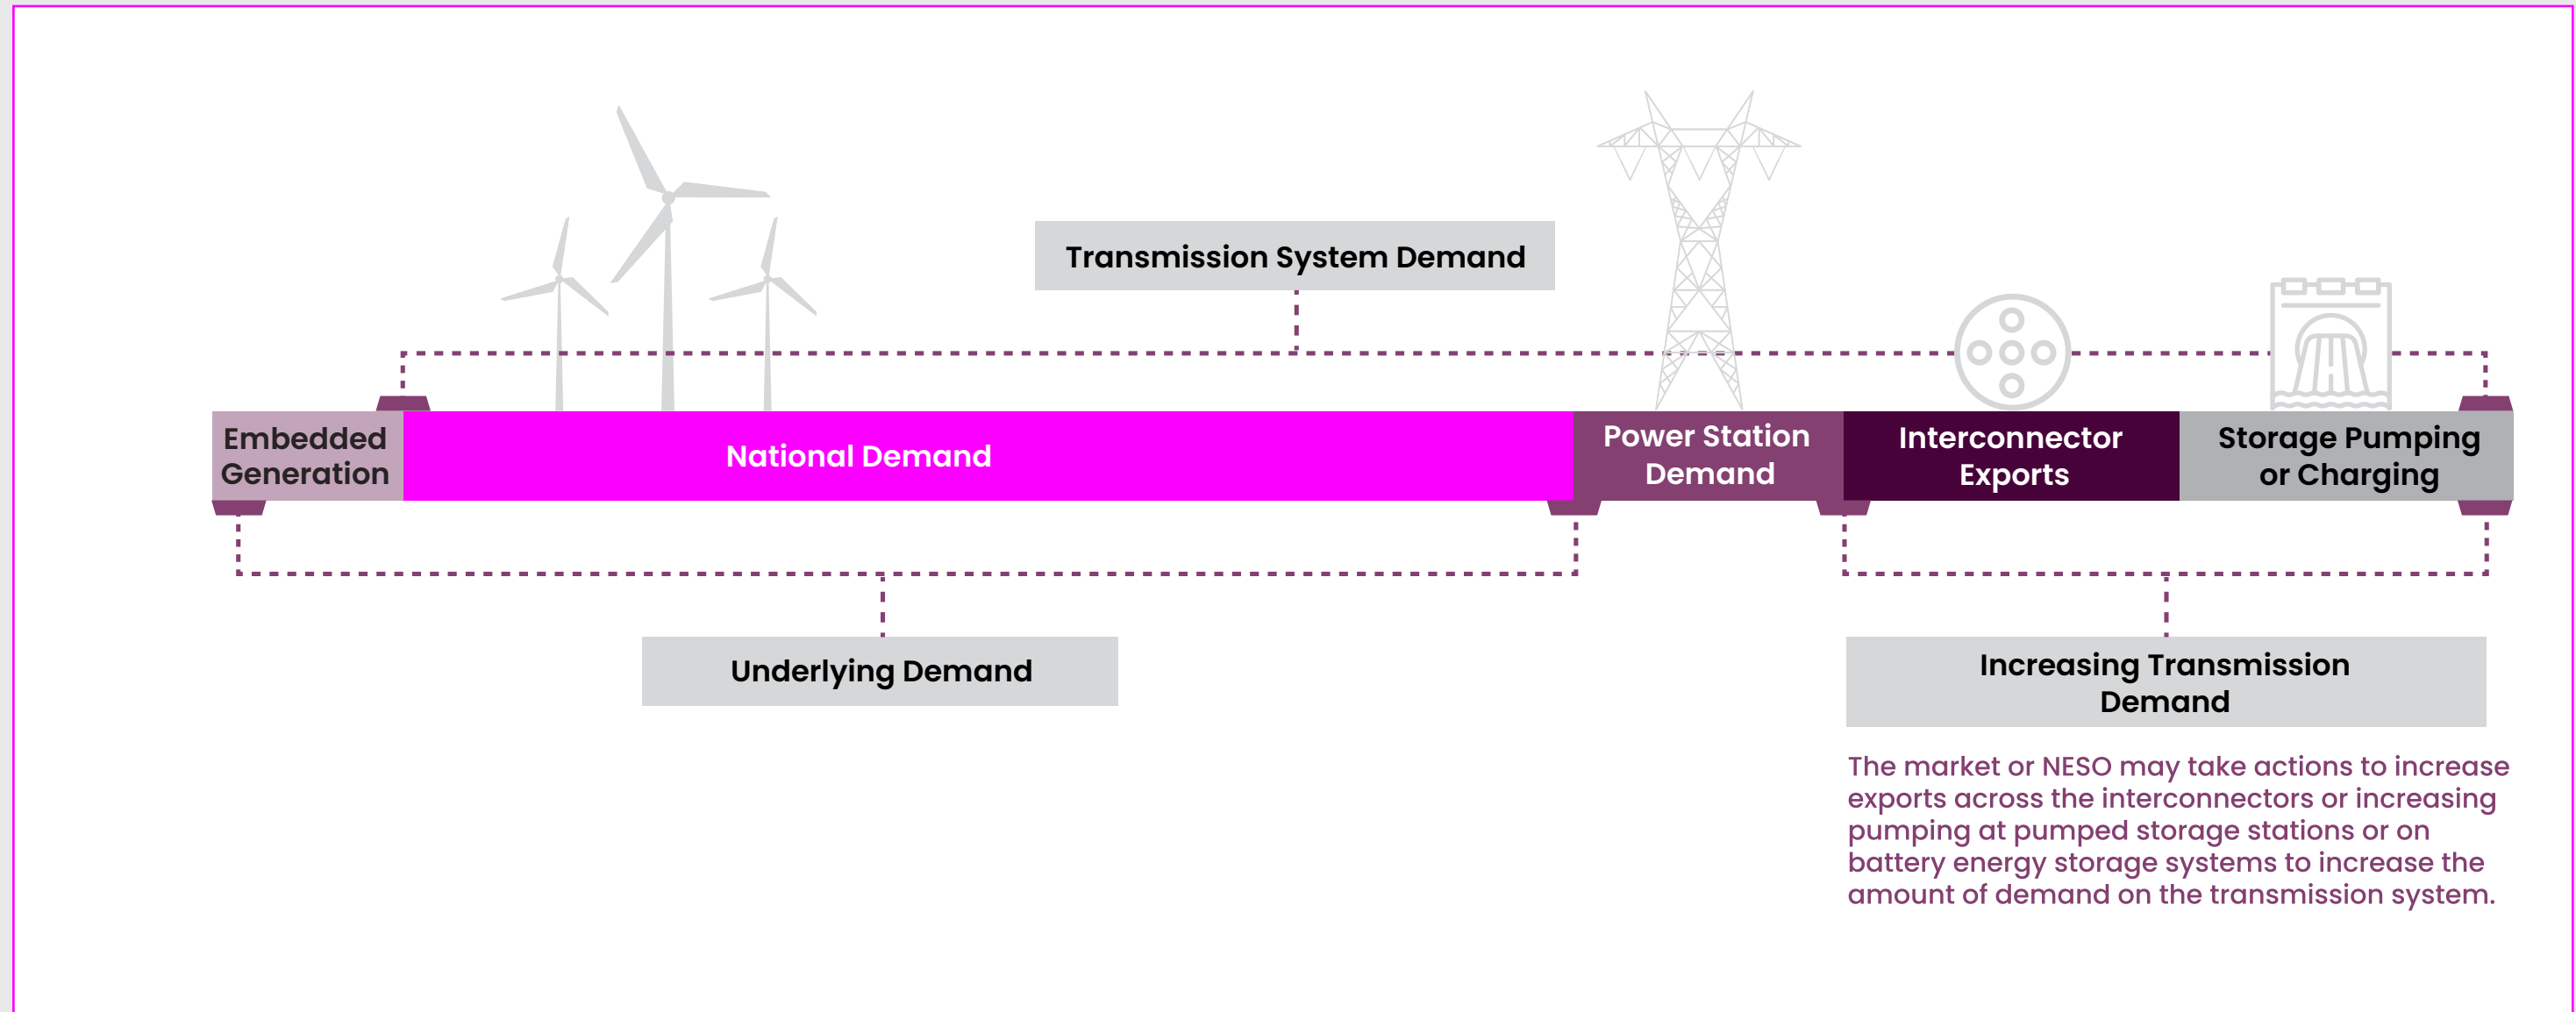 Transmission System Demand
Embedded
Generation
National Demand
Power Station
Demand
Interconnector
Exports
Storage Pumping
or Charging
Underlying Demand
Increasing Transmission
Demand
The market or NESO may take actions to increase
exports across the interconnectors or increasing
pumping at pumped storage stations or on
battery energy storage systems to increase the
amount of demand on the transmission system.